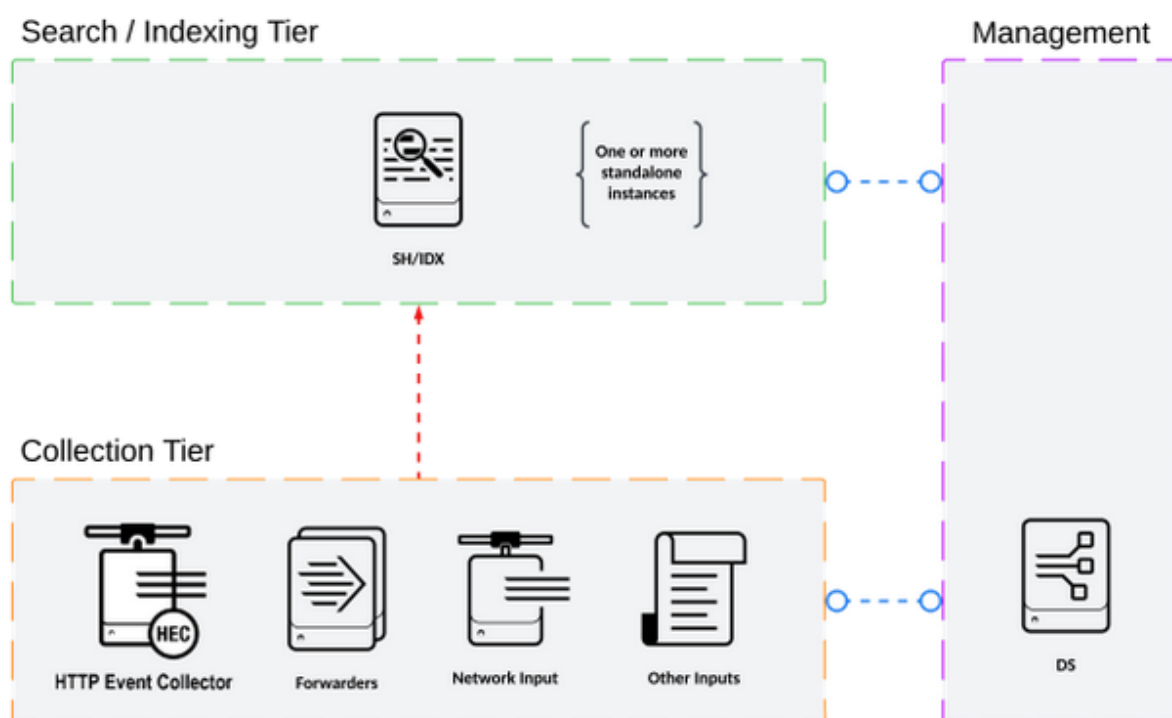 Search / Indexing Tier
Management
One or more
standalone
instances
SH/IDX
Collection Tier
HEC
HTTP Event Collector
Forwarders
Network Input
Other Inputs
DS